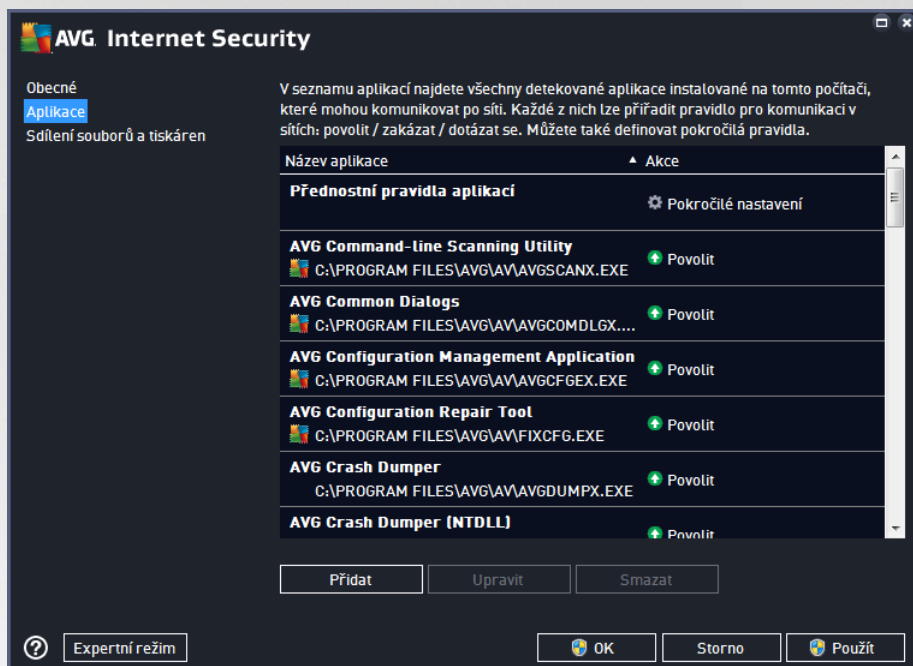 AVG. Internet Security
Obecné
Aplikace
Sdílení souborů a tiskáren
V seznamu aplikací najdete všechny detekované aplikace instalované na tomto počítači,
které mohou komunikovat po síti. Každé z nich lze přiřadit pravidlo pro komunikaci v
sítích: povolit / zakázat / dotázat se. Můžete také definovat pokročilá pravidla.
Název aplikace Akce
Přednostní pravidla aplikací
Pokročilé nastavení
AVG Command-line Scanning Utility
C:\PROGRAM FILES\AVG\AV\AVGSCANX.EXE
Povolit
AVG Common Dialogs
C:\PROGRAM FILES\AVG\AV\AVGCOMDLGX....
Povolit
AVG Configuration Management Application
C:\PROGRAM FILES\AVG\AV\AVGCFGEX.EXE
Povolit
AVG Configuration Repair Tool
C:\PROGRAM FILES\AVG\AV\FIXCFG.EXE
Povolit
AVG Crash Dumper
C:\PROGRAM FILES\AVG\AV\AVGDUMPX.EXE
Povolit
AVG Crash Dumper (NTDLL)
Povolit
Přidat Upravit Smazat
? Expertní režim OK Storno Použít